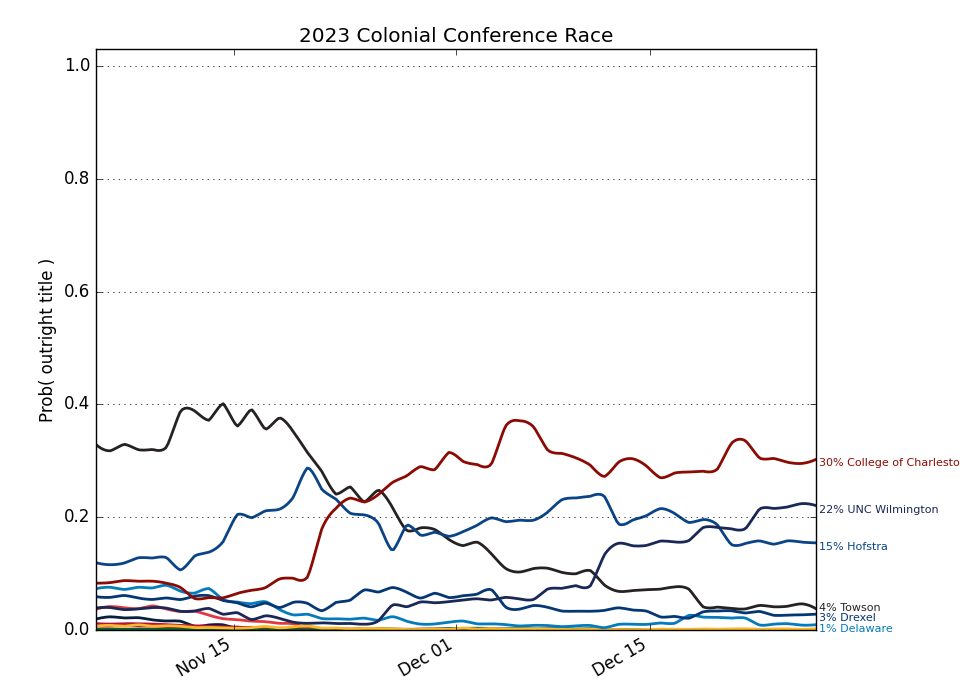 2023 Colonial Conference Race
Prob( outright title )
1.0
0.8
0.6
0.4
0.2
0.0
Nov 15
Dec 01
Dec 15
30% College of Charlesto
22% UNC Wilmington
15% Hofstra
4% Towson
3% Drexel
1% Delaware